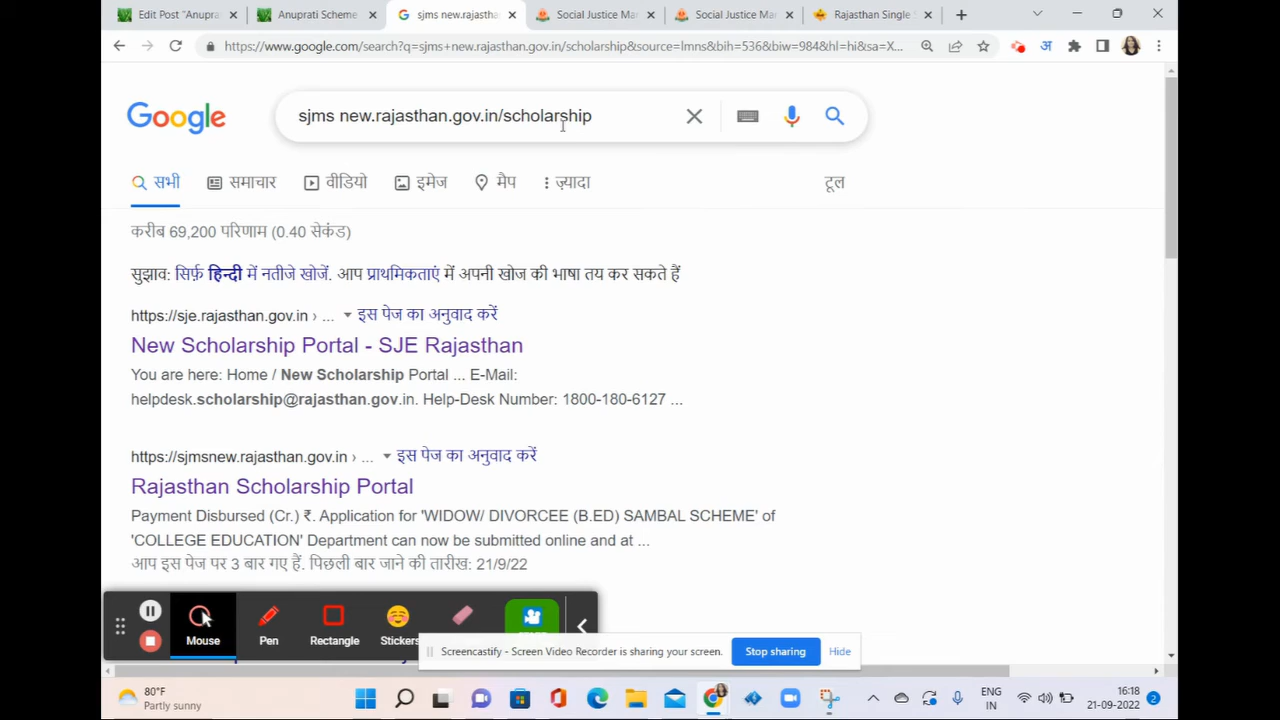 Edit Post "Anupra
Anuprati Scheme
sjms new.rajastha
Social Justice Ma
Social Justice Ma
Rajasthan Single S
https://www.google.com/search?q=sjms+new.rajasthan.gov.in/scholarship&source=lmns&bih=536&biw=984&hl=hi&sa=X...
अ
Google
sjms new.rajasthan.gov.in/scholarship
सभी
समाचार
वीडियो
इमेज
मैप
ज़्यादा
टूल
करीब 69,200 परिणाम (0.40 सेकंड)
सुझाव: सिर्फ़ हिन्दी में नतीजे खोजें. आप प्राथमिकताएं में अपनी खोज की भाषा तय कर सकते हैं
https://sje.rajasthan.gov.in › ... इस पेज का अनुवाद करें
New Scholarship Portal - SJE Rajasthan
You are here: Home / New Scholarship Portal ... E-Mail:
helpdesk.scholarship@rajasthan.gov.in. Help-Desk Number: 1800-180-6127 ...
https://sjmsnew.rajasthan.gov.in › ... इस पेज का अनुवाद करें
Rajasthan Scholarship Portal
Payment Disbursed (Cr.) ₹. Application for 'WIDOW/ DIVORCEE (B.ED) SAMBAL SCHEME' of
'COLLEGE EDUCATION' Department can now be submitted online and at ...
आप इस पेज पर 3 बार गए हैं. पिछली बार जाने की तारीख: 21/9/22
Mouse
Pen
Rectangle
Stickers
Screencastify - Screen Video Recorder is sharing your screen.
Stop sharing
Hide
80°F
Partly sunny
ENG
IN
16:18
21-09-2022
2